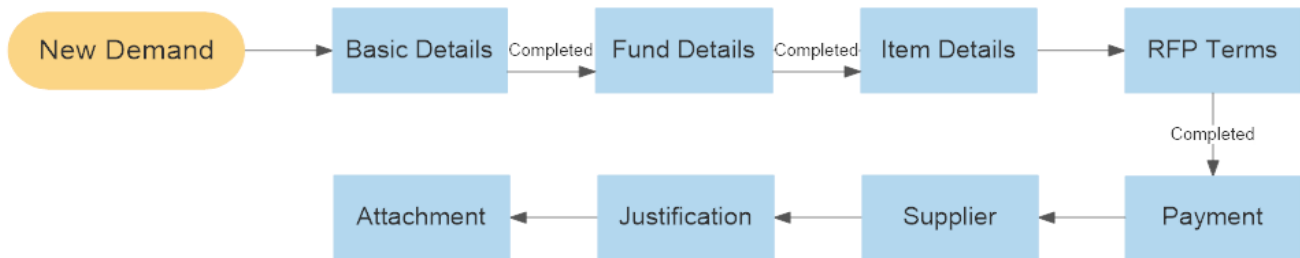 New Demand
Basic Details
Completed
Fund Details
Completed
Item Details
RFP Terms
Completed
Payment
Supplier
Justification
Attachment